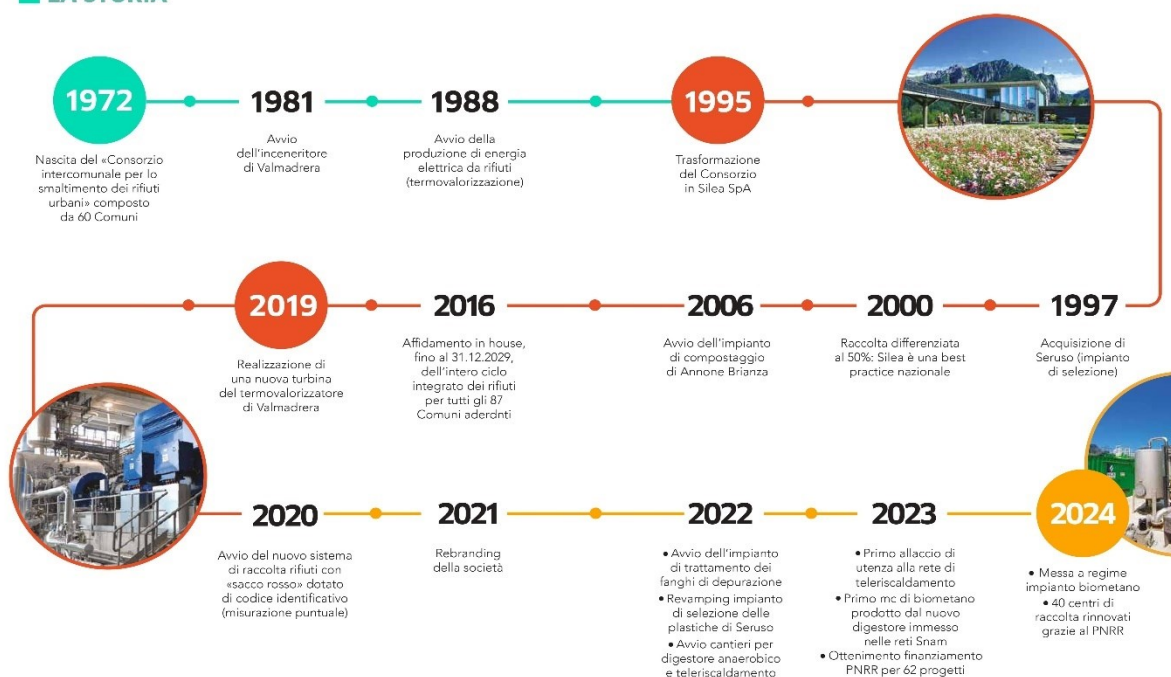 LA STORIA
1972
Nascita del «Consorzio
intercomunale per lo
smaltimento dei rifiuti
urbani» composto
da 60 Comuni
1981
Avvio
dell'inceneritore
di Valmadrera
1988
Avvio della
produzione di energia
elettrica da rifiuti
(termovalorizzazione)
1995
Trasformazione
del Consorzio
in Silea SpA
1997
Acquisizione di
Seruso (impianto
di selezione)
2000
Raccolta differenziata
al 50%: Silea è una best
practice nazionale
2006
Avvio dell'impianto
di compostaggio
di Annone Brianza
2016
Affidamento in house,
fino al 31.12.2029,
dell'intero ciclo
integrato dei rifiuti
per tutti gli 87
Comuni aderdnti
2019
Realizzazione di
una nuova turbina
del termovalorizzatore
di Valmadrera
2020
Avvio del nuovo sistema
di raccolta rifiuti con
«sacco rosso» dotato
di codice identificativo
(misurazione puntuale)
2021
Rebranding
della società
2022
• Avvio dell'impianto
di trattamento dei
fanghi di depurazione
• Revamping impianto
di selezione delle
plastiche di Seruso
• Avvio cantieri per
digestore anaerobico
e teleriscaldamento
2023
• Primo allaccio di
utenza alla rete di
teleriscaldamento
• Primo mc di biometano
prodotto dal nuovo
digestore immesso
nelle reti Snam
• Ottenimento finanziamento
PNRR per 62 progetti
2024
• Messa a regime
impianto biometano
• 40 centri di
raccolta rinnovati
grazie al PNRR